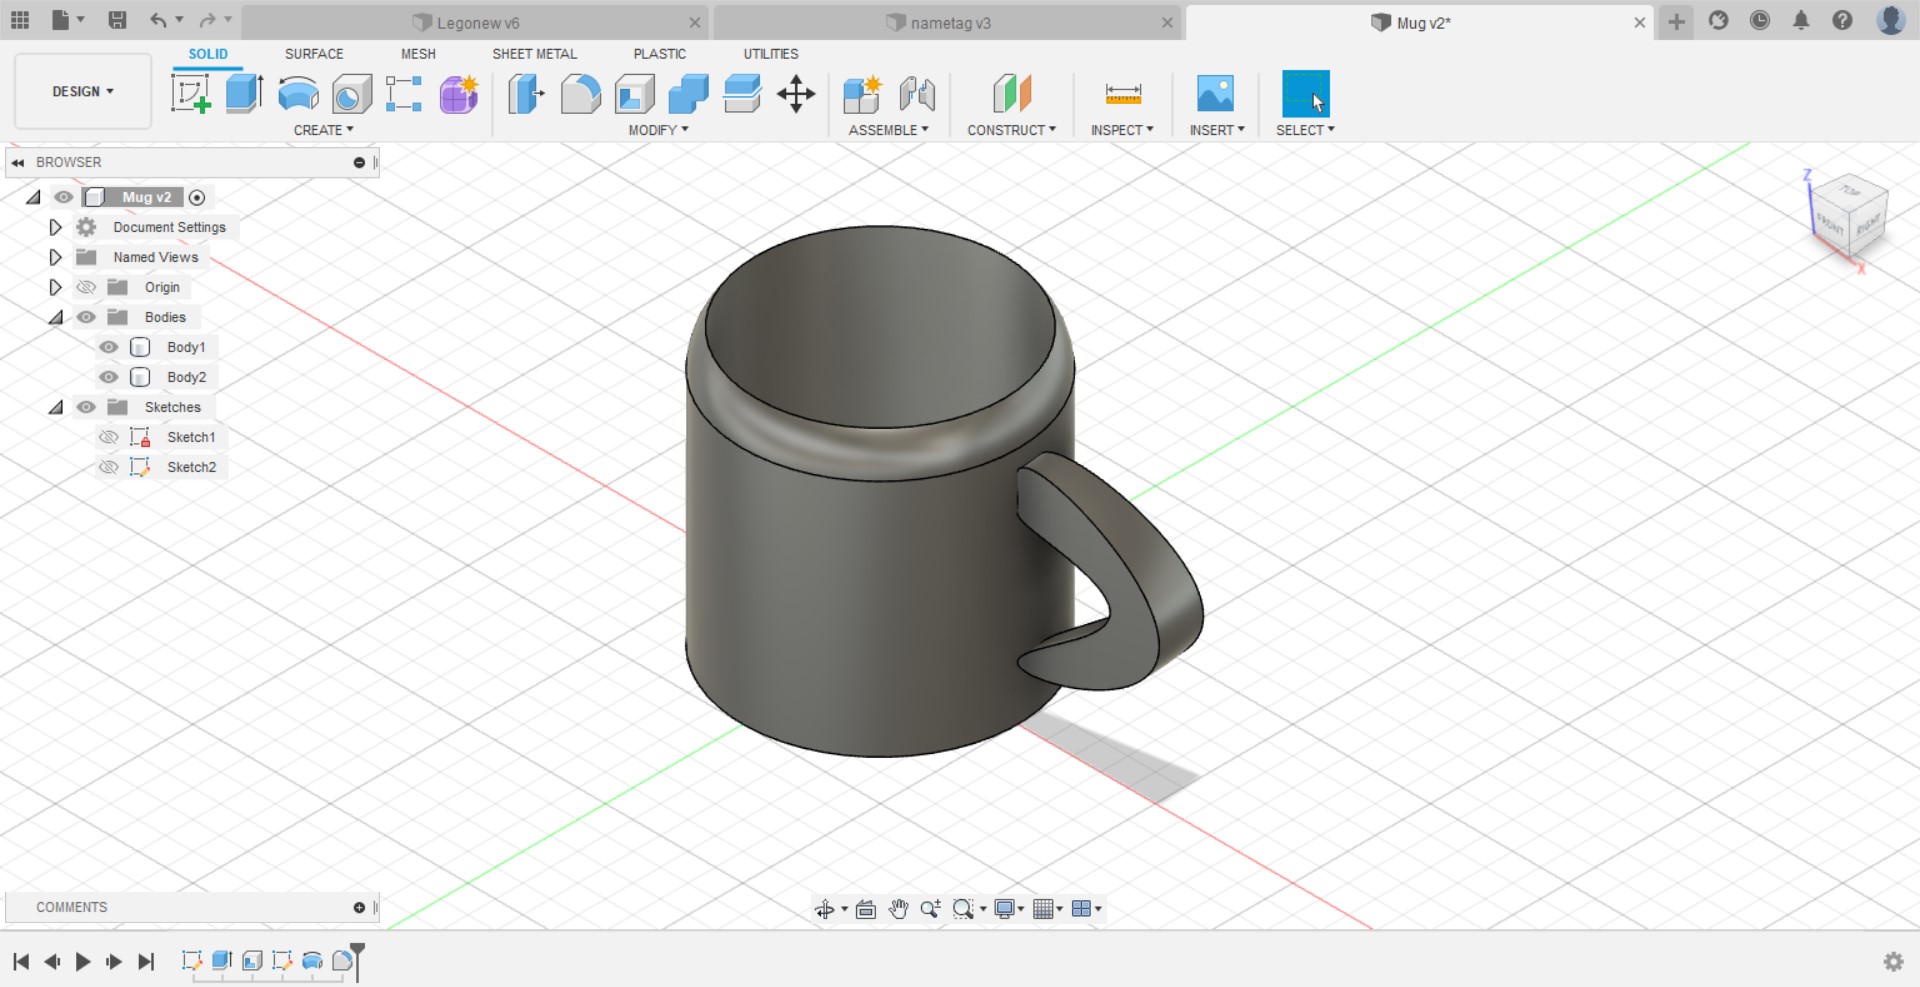 Legonew v6
nametag v3
Mug v2*
SOLID
SURFACE
MESH
SHEET METAL
PLASTIC
UTILITIES
DESIGN
CREATE
MODIFY
ASSEMBLE
CONSTRUCT
INSPECT
INSERT
SELECT
BROWSER
Mug v2
Document Settings
Named Views
Origin
Bodies
Body1
Body2
Sketches
Sketch1
Sketch2
Z
TOP
FRONT
RIGHT
X
COMMENTS